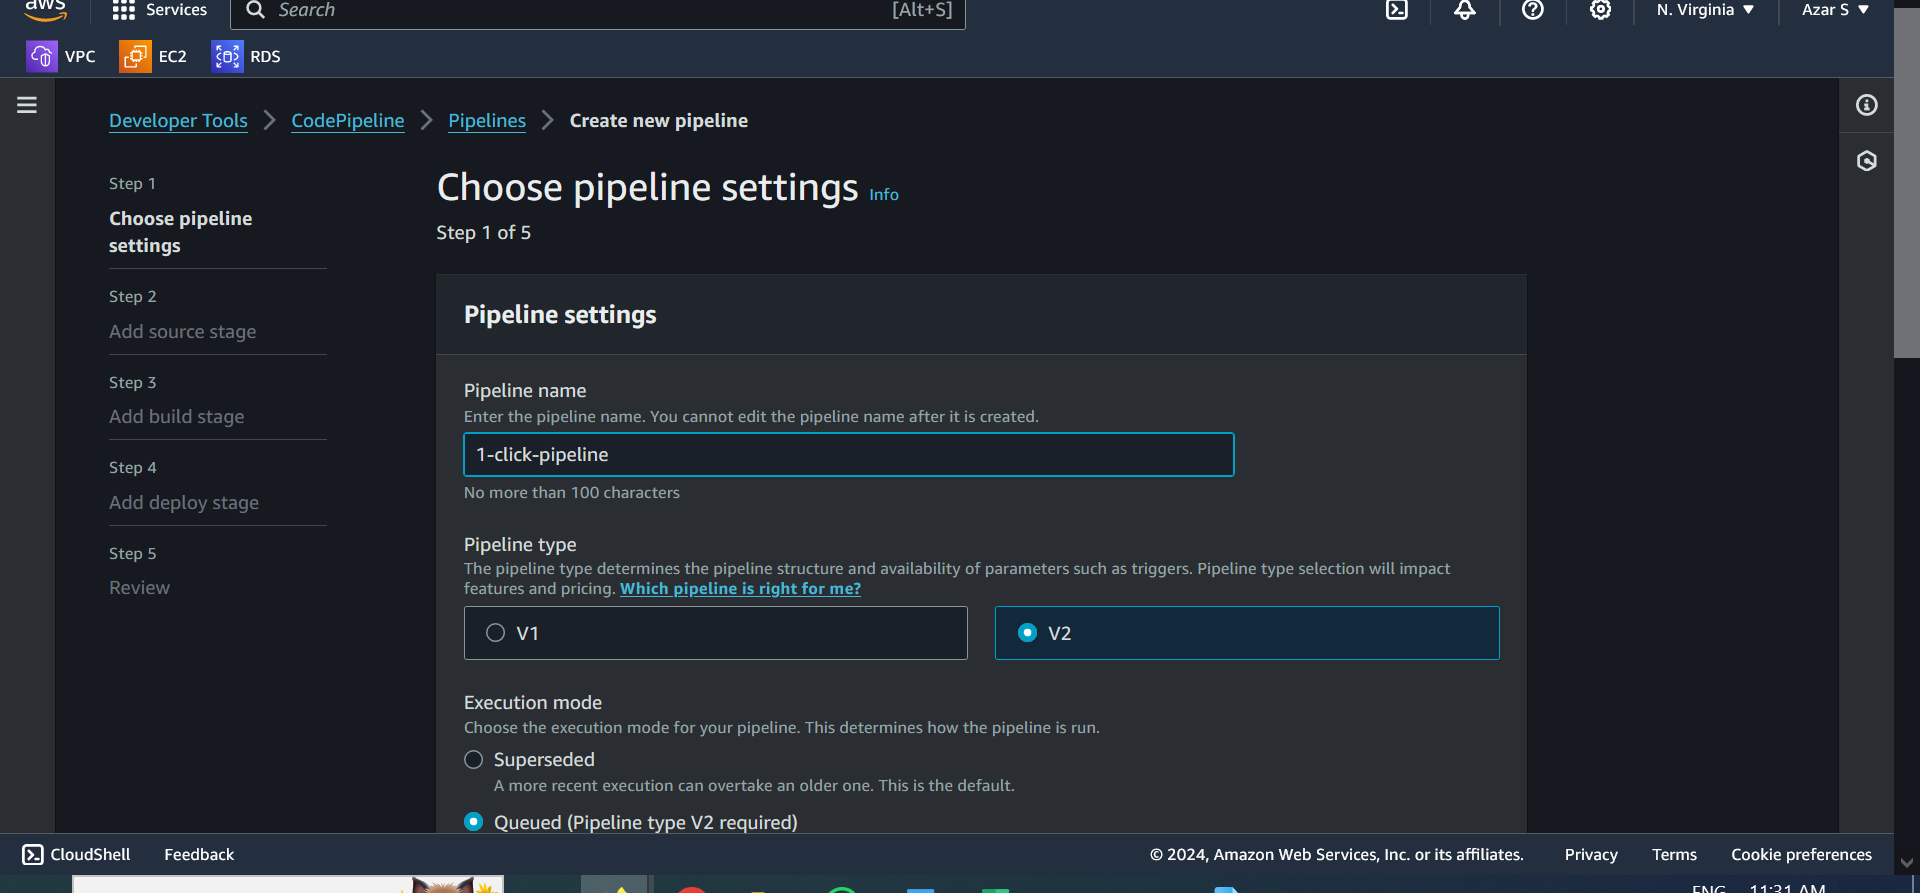 aws
Services
Search
[Alt+S]
N. Virginia
Azar S
VPC
EC2
RDS
Developer Tools
CodePipeline
Pipelines
Create new pipeline
Step 1
Choose pipeline
settings
Step 2
Add source stage
Step 3
Add build stage
Step 4
Add deploy stage
Step 5
Review
Choose pipeline settings Info
Step 1 of 5
Pipeline settings
Pipeline name
Enter the pipeline name. You cannot edit the pipeline name after it is created.
1-click-pipeline
No more than 100 characters
Pipeline type
The pipeline type determines the pipeline structure and availability of parameters such as triggers. Pipeline type selection will impact
features and pricing. Which pipeline is right for me?
V1
V2
Execution mode
Choose the execution mode for your pipeline. This determines how the pipeline is run.
Superseded
A more recent execution can overtake an older one. This is the default.
Queued (Pipeline type V2 required)
CloudShell
Feedback
© 2024, Amazon Web Services, Inc. or its affiliates.
Privacy
Terms
Cookie preferences
ENG
11:31 AM